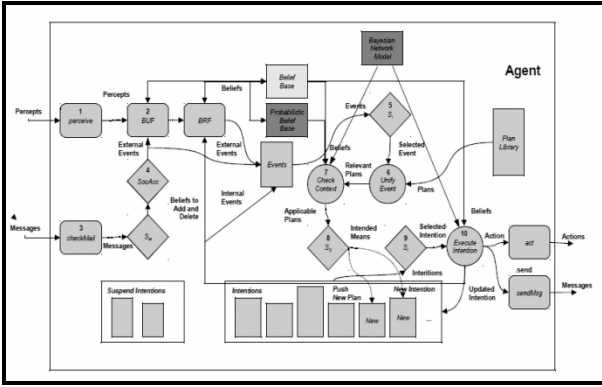 Bayesian
Network
Model
Agent
Belief
Base
Beliefs
Percepts
Percepts
1
perceive
2
BUF
BRF
Probabilistic
Belief
Base
Events
5
Selected
Event
Plan
Library
External
Events
External
Events
Events
Beliefs
7
Check
Context
Relevant
Plans
6
Unify
Event
Plans
4
SocAcc
Beliefs to
Add and
Delete
Internal
Events
Applicable
Plans
Beliefs
Messages
3
checkMail
Messages
8
Intended
Means
9
Selected
Intention
10
Execute
Intention
Action
act
Actions
.send
sendMsg
Messages
Updated
Intention
Intentions
Suspend Intentions
Intentions
Push
New Plan
New Intention
New
New
...